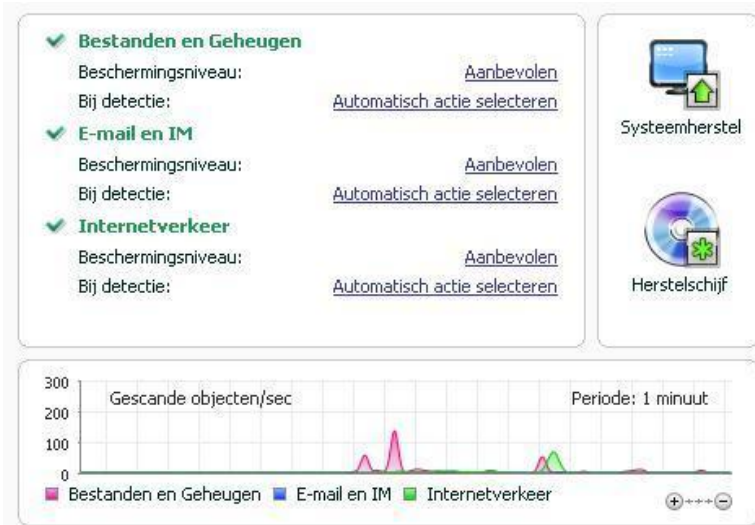 Bestanden en Geheugen
Beschermingsniveau: Aanbevolen
Bij detectie: Automatisch actie selecteren
E-mail en IM
Beschermingsniveau: Aanbevolen
Bij detectie: Automatisch actie selecteren
Internetverkeer
Beschermingsniveau: Aanbevolen
Bij detectie: Automatisch actie selecteren
Systeemherstel
Herstelschijf
300
Gescande objecten/sec Periode: 1 minuut
200
100
0
Bestanden en Geheugen E-mail en IM Internetverkeer